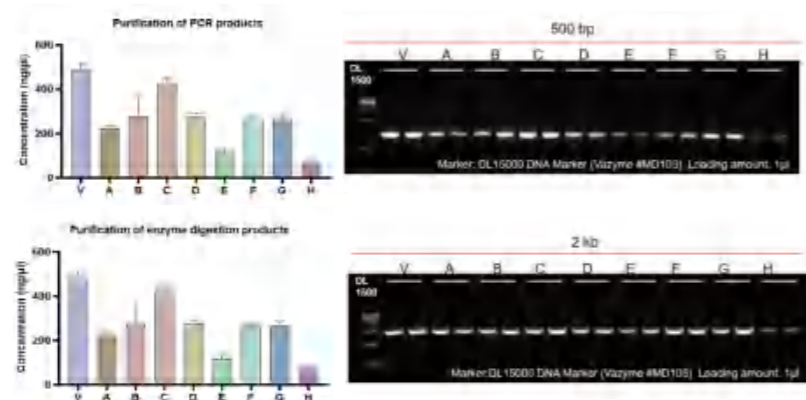 Purification of PCR products
Concentration (ng/μl)
600
400
200
0
V A B C D E F G H
500 bp
V A B C D E F G H
DL
1500
Marker: DL15000 DNA Marker (Vazyme #MD103) Loading amount: 1μl
Purification of enzyme digestion products
Concentration (ng/μl)
600
400
200
0
V A B C D E F G H
2 kb
V A B C D E F G H
DL
1500
Marker:DL15000 DNA Marker (Vazyme #MD103) Loading amount: 1μl